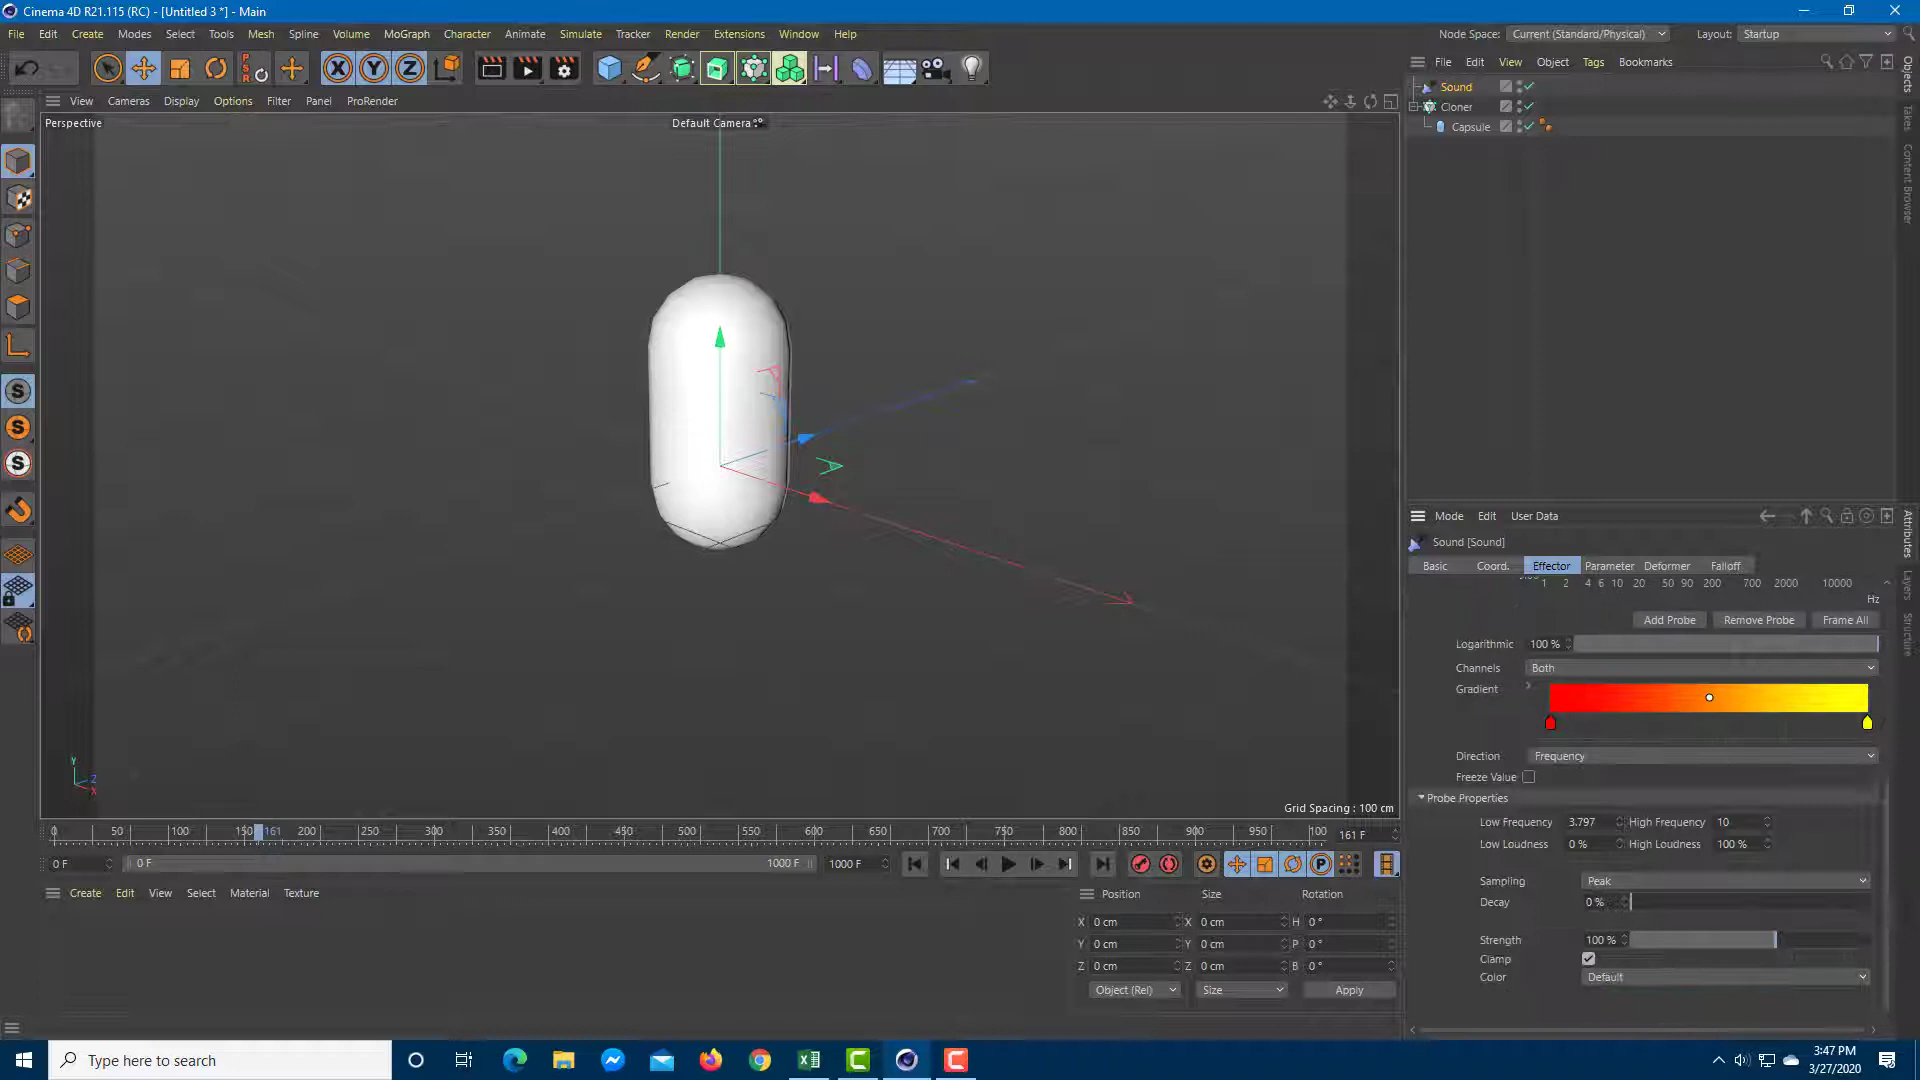 Cinema 4D R21.115 (RC) - [Untitled 3 *] - Main
File Edit Create Modes Select Tools Mesh Spline Volume MoGraph Character Animate Simulate Tracker Render Extensions Window Help
Node Space: Current (Standard/Physical) Layout: Startup
File Edit View Object Tags Bookmarks
Sound
Cloner
Capsule
Objects
Takes
Content Browser
View Cameras Display Options Filter Panel ProRender
Perspective
Default Camera
Y
Z
X
Grid Spacing : 100 cm
Mode Edit User Data
Sound [Sound]
Basic Coord. Effector Parameter Deformer Falloff
1 2 4 6 10 20 50 90 200 700 2000 10000
Hz
Add Probe Remove Probe Frame All
Logarithmic 100 %
Channels Both
Gradient
Direction Frequency
Freeze Value
Probe Properties
Low Frequency 3.797 High Frequency 10
Low Loudness 0 % High Loudness 100 %
Sampling Peak
Decay 0 %
Strength 100 %
Clamp
Color Default
Attributes
Layers
Structure
0 50 100 150 161 200 250 300 350 400 450 500 550 600 650 700 750 800 850 900 950 100 161 F
0 F 0 F 1000 F 1000 F
Create Edit View Select Material Texture
Position Size Rotation
X 0 cm X 0 cm H 0 °
Y 0 cm Y 0 cm P 0 °
Z 0 cm Z 0 cm B 0 °
Object (Rel) Size Apply
Type here to search
3:47 PM
3/27/2020